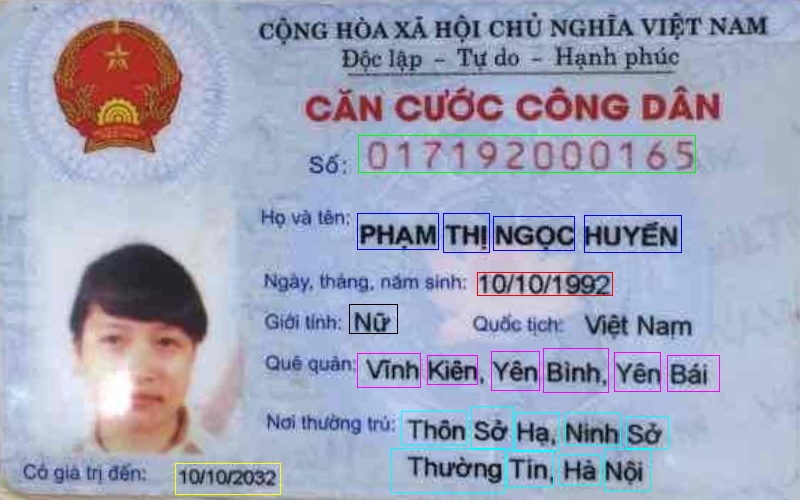 CỘNG HÒA XÃ HỘI CHỦ NGHĨA VIỆT NAM
Độc lập – Tự do – Hạnh phúc
CĂN CƯỚC CÔNG DÂN
Số: 017192000165
Họ và tên: PHẠM THỊ NGỌC HUYỀN
Ngày, tháng, năm sinh: 10/10/1992
Giới tính: Nữ Quốc tịch: Việt Nam
Quê quán: Vĩnh Kiên, Yên Bình, Yên Bái
Nơi thường trú: Thôn Sở Hạ, Ninh Sở
Thường Tín, Hà Nội
Có giá trị đến: 10/10/2032